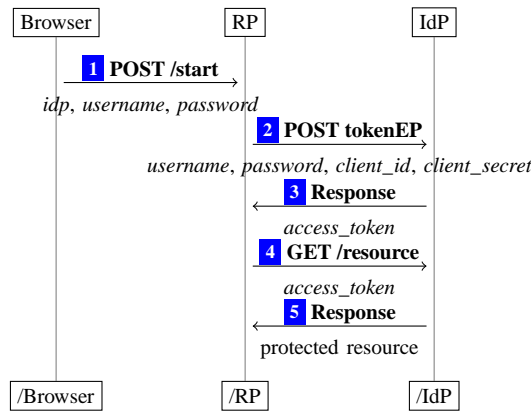 Browser RP IdP
1 POST /start
idp, username, password
2 POST tokenEP
username, password, client_id, client_secret
3 Response
access_token
4 GET /resource
access_token
5 Response
protected resource
/Browser /RP /IdP